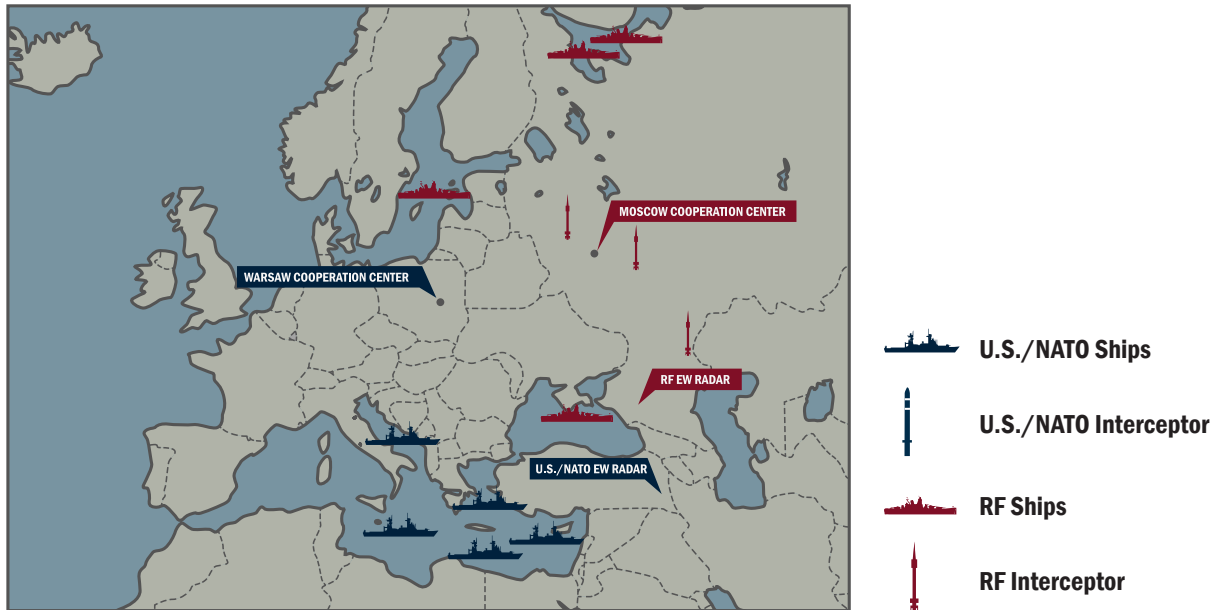 MOSCOW COOPERATION CENTER
WARSAW COOPERATION CENTER
RF EW RADAR
U.S./NATO EW RADAR
U.S./NATO Ships
U.S./NATO Interceptor
RF Ships
RF Interceptor